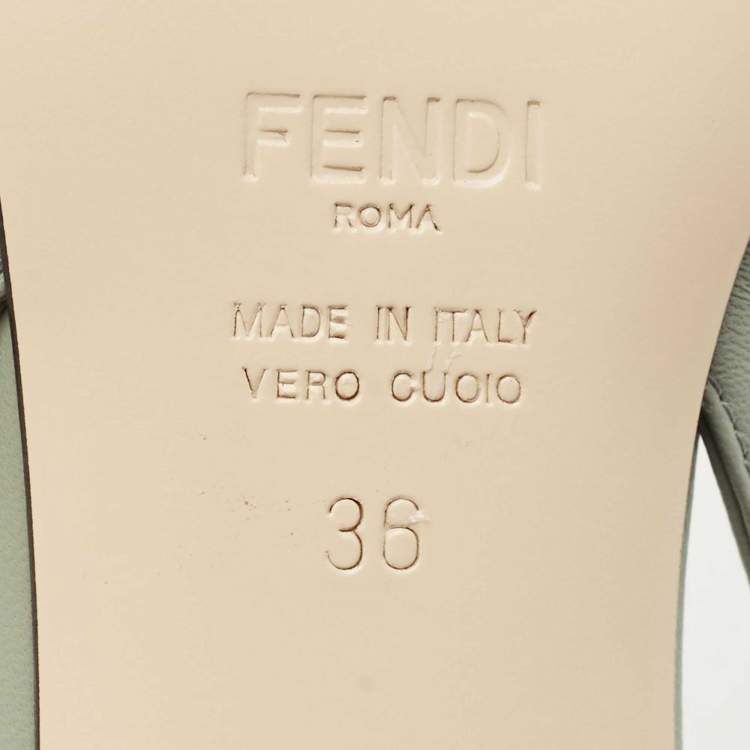 FENDI
ROMA
MADE IN ITALY
VERO CUOIO
36